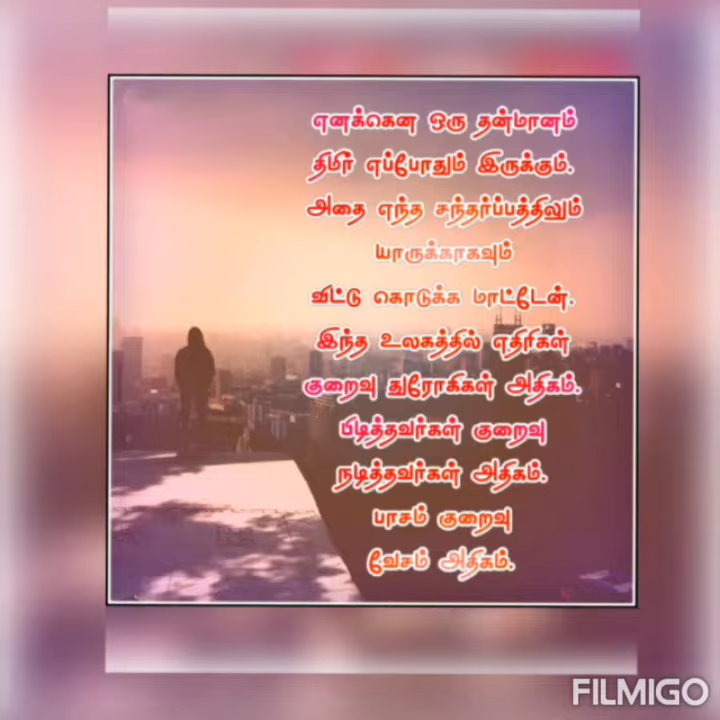 எனக்கென ஒரு தன்மானம்
திமிர் எப்போதும் இருக்கும்.
அதை எந்த சந்தர்ப்பத்திலும்
யாருக்காகவும்
விட்டு கொடுக்க மாட்டேன்.
இந்த உலகத்தில் எதிரிகள்
குறைவு துரோகிகள் அதிகம்.
பிடித்தவர்கள் குறைவு
நடித்தவர்கள் அதிகம்.
பாசம் குறைவு
வேசம் அதிகம்.
FILMIGO